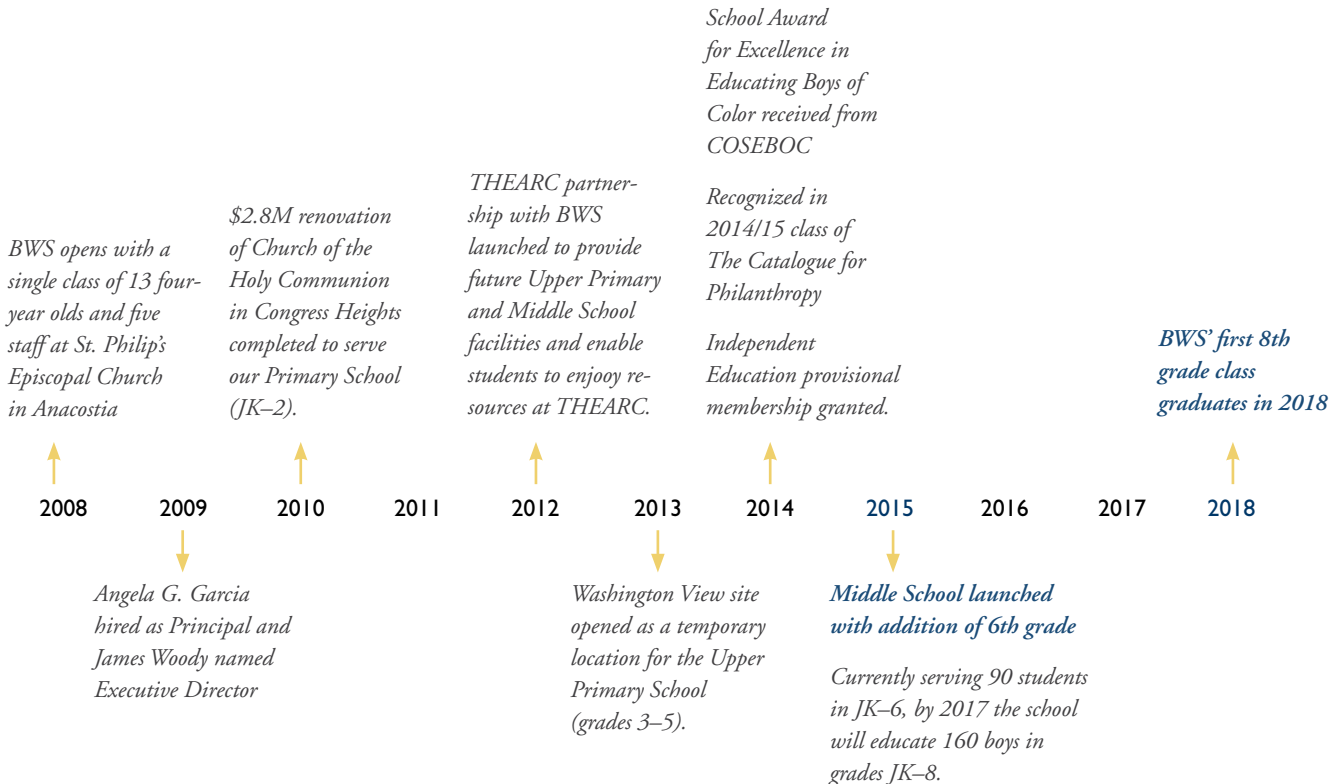 BWS opens with a
single class of 13 four-
year olds and five
staff at St. Philip's
Episcopal Church
in Anacostia
$2.8M renovation
of Church of the
Holy Communion
in Congress Heights
completed to serve
our Primary School
(JK–2).
THEARC partner-
ship with BWS
launched to provide
future Upper Primary
and Middle School
facilities and enable
students to enjooy re-
sources at THEARC.
School Award
for Excellence in
Educating Boys of
Color received from
COSEBOC
Recognized in
2014/15 class of
The Catalogue for
Philanthropy
Independent
Education provisional
membership granted.
BWS' first 8th
grade class
graduates in 2018
2008 2009 2010 2011 2012 2013 2014 2015 2016 2017 2018
Angela G. Garcia
hired as Principal and
James Woody named
Executive Director
Washington View site
opened as a temporary
location for the Upper
Primary School
(grades 3–5).
Middle School launched
with addition of 6th grade
Currently serving 90 students
in JK–6, by 2017 the school
will educate 160 boys in
grades JK–8.